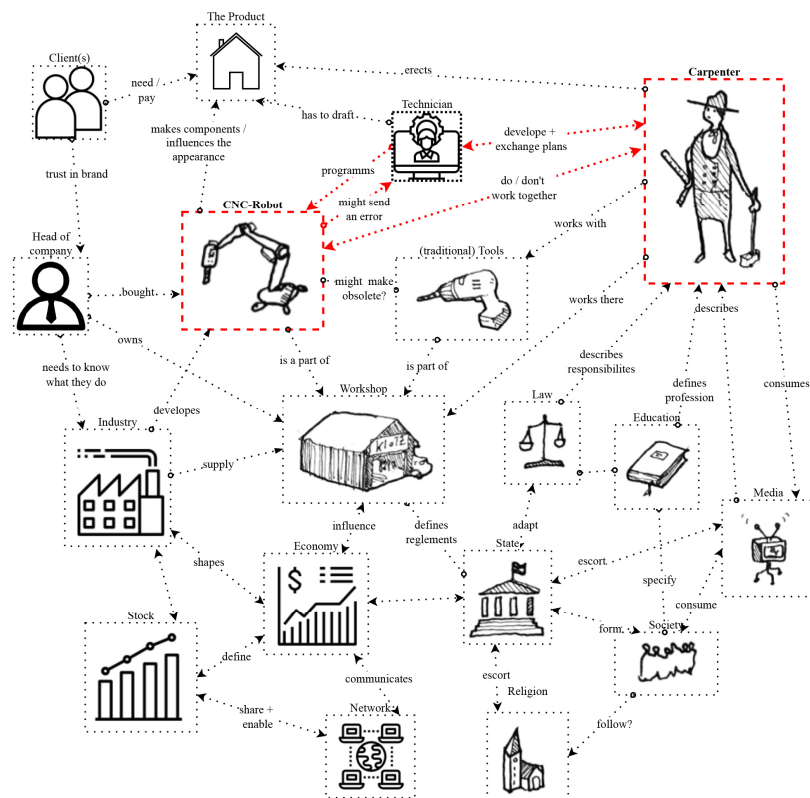 The Product
Client(s)
need /
pay
erects
Carpenter
Technician
has to draft
makes components /
influences the
appearance
develope +
exchange plans
trust in brand
programms
do / don't
work together
might send
an error
CNC-Robot
works with
Head of
company
(traditional) Tools
bought
might make
obsolete?
works there
describes
owns
is a part of
is part of
describes
responsibilites
needs to know
what they do
defines
profession
consumes
Workshop
Law
developes
Industry
Education
KLOTZ
supply
Media
influence
defines
reglements
adapt
Economy
State
shapes
escort
$
specify
consume
Stock
form
Society
define
communicates
escort
Religion
share +
enable
Network
follow?